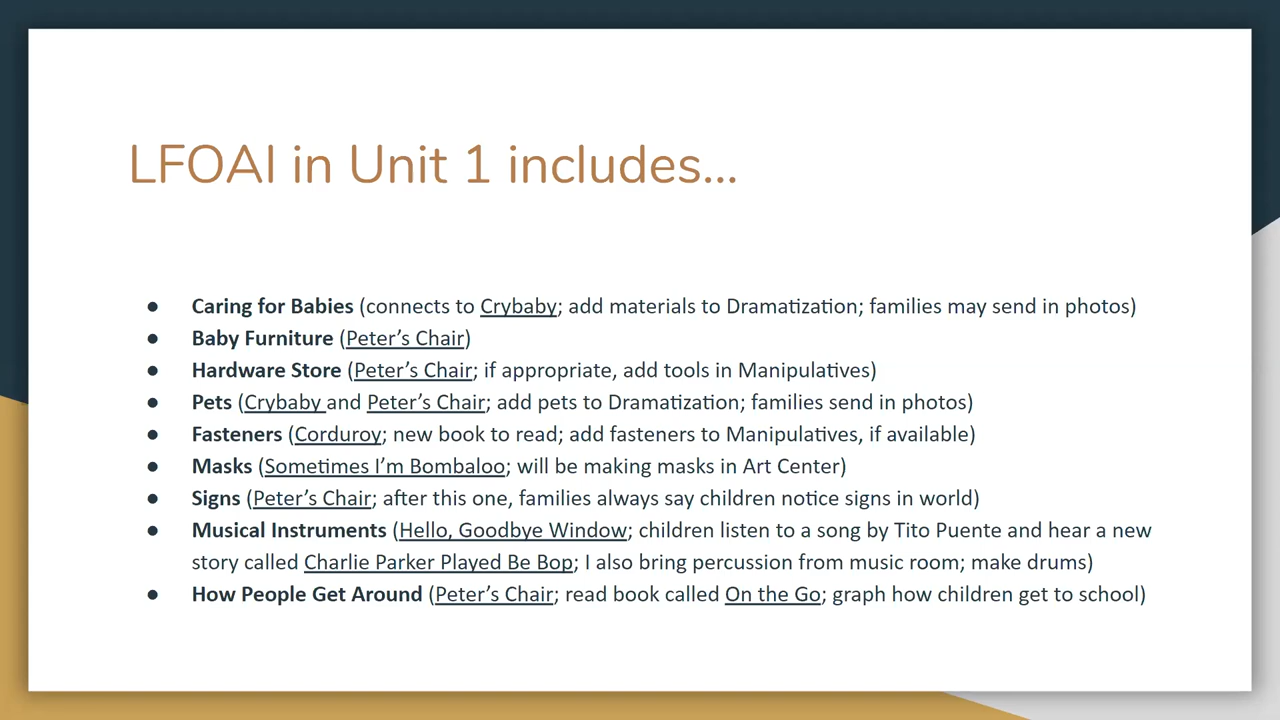 LFOAI in Unit 1 includes...
● Caring for Babies (connects to Crybaby; add materials to Dramatization; families may send in photos)
● Baby Furniture (Peter’s Chair)
● Hardware Store (Peter’s Chair; if appropriate, add tools in Manipulatives)
● Pets (Crybaby and Peter’s Chair; add pets to Dramatization; families send in photos)
● Fasteners (Corduroy; new book to read; add fasteners to Manipulatives, if available)
● Masks (Sometimes I’m Bombaloo; will be making masks in Art Center)
● Signs (Peter’s Chair; after this one, families always say children notice signs in world)
● Musical Instruments (Hello, Goodbye Window; children listen to a song by Tito Puente and hear a new
story called Charlie Parker Played Be Bop; I also bring percussion from music room; make drums)
● How People Get Around (Peter’s Chair; read book called On the Go; graph how children get to school)